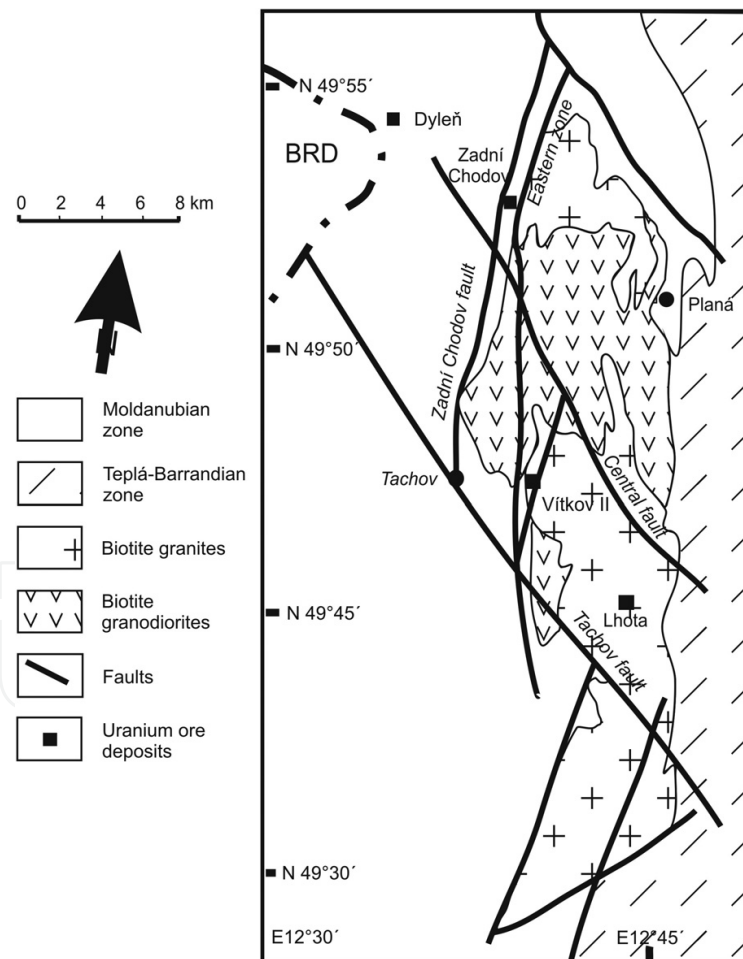 N 49°55´
Dyleň
BRD
Zadní
Chodov
Eastern zone
0 2 4 6 8 km
N
Planá
Zadní Chodov fault
N 49°50´
Moldanubian
zone
Teplá-Barrandian
zone
Tachov
Central fault
Vítkov II
Biotite granites
Biotite
granodiorites
N 49°45´
Lhota
Tachov fault
Faults
Uranium ore
deposits
N 49°30´
E12°30´
E12°45´